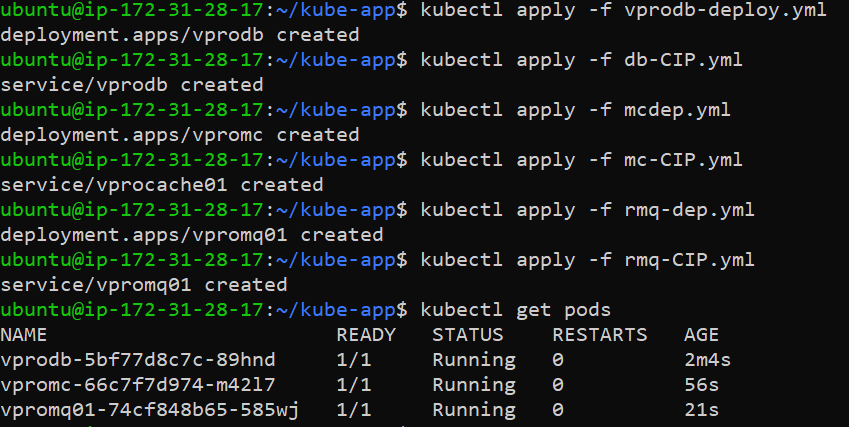 ubuntu@ip-172-31-28-17:~/kube-app$ kubectl apply -f vprodb-deploy.yml
deployment.apps/vprodb created
ubuntu@ip-172-31-28-17:~/kube-app$ kubectl apply -f db-CIP.yml
service/vprodb created
ubuntu@ip-172-31-28-17:~/kube-app$ kubectl apply -f mcdep.yml
deployment.apps/vpromc created
ubuntu@ip-172-31-28-17:~/kube-app$ kubectl apply -f mc-CIP.yml
service/vprocache01 created
ubuntu@ip-172-31-28-17:~/kube-app$ kubectl apply -f rmq-dep.yml
deployment.apps/vpromq01 created
ubuntu@ip-172-31-28-17:~/kube-app$ kubectl apply -f rmq-CIP.yml
service/vpromq01 created
ubuntu@ip-172-31-28-17:~/kube-app$ kubectl get pods
NAME                        READY   STATUS    RESTARTS   AGE
vprodb-5bf77d8c7c-89hnd     1/1     Running   0          2m4s
vpromc-66c7f7d974-m42l7     1/1     Running   0          56s
vpromq01-74cf848b65-585wj   1/1     Running   0          21s